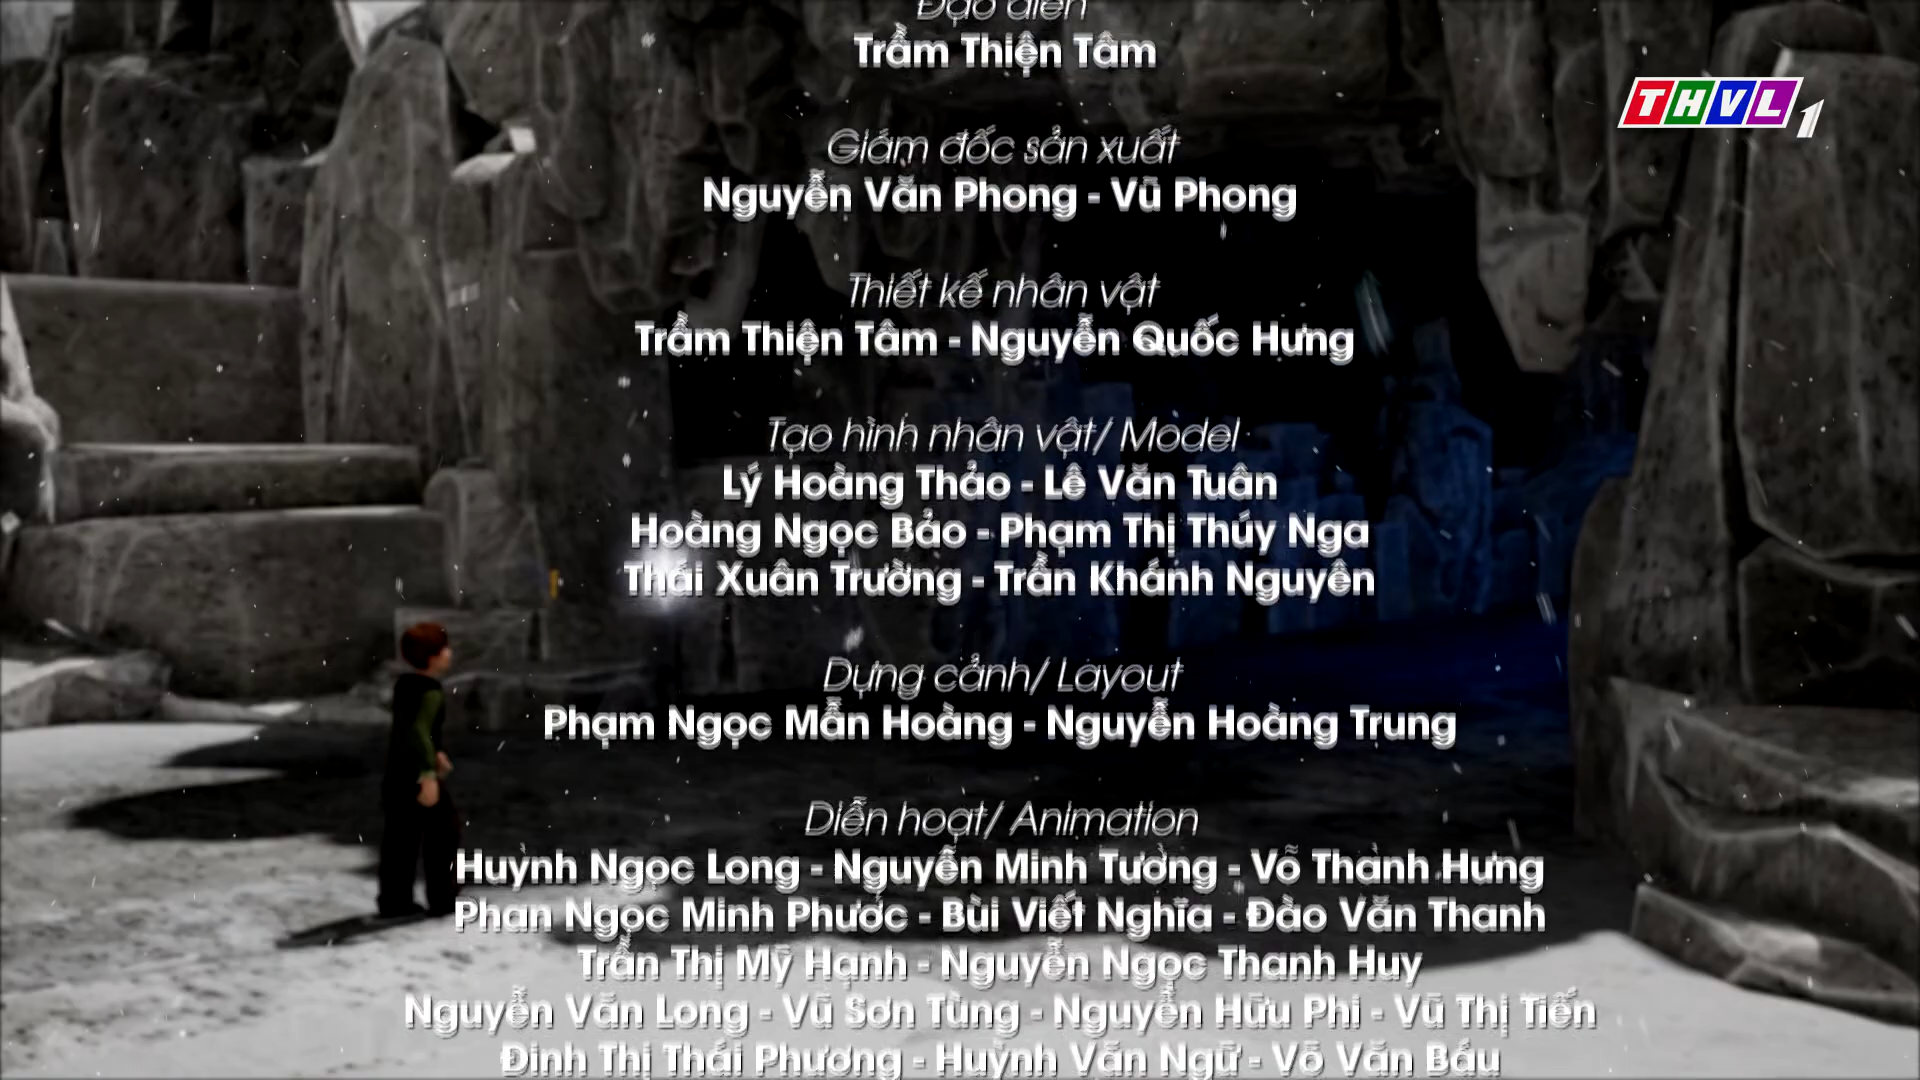 Đạo diễn
Trầm Thiện Tâm
THVL1
Giám đốc sản xuất
Nguyễn Văn Phong - Vũ Phong
Thiết kế nhân vật
Trầm Thiện Tâm - Nguyễn Quốc Hưng
Tạo hình nhân vật/ Model
Lý Hoàng Thảo - Lê Văn Tuân
Hoàng Ngọc Bảo - Phạm Thị Thúy Nga
Thái Xuân Trường - Trần Khánh Nguyên
Dựng cảnh/ Layout
Phạm Ngọc Mẫn Hoàng - Nguyễn Hoàng Trung
Diễn hoạt/ Animation
Huỳnh Ngọc Long - Nguyễn Minh Tường - Võ Thành Hưng
Phan Ngọc Minh Phước - Bùi Viết Nghĩa - Đào Văn Thanh
Trần Thị Mỹ Hạnh - Nguyễn Ngọc Thanh Huy
Nguyễn Văn Long - Vũ Sơn Tùng - Nguyễn Hữu Phi - Vũ Thị Tiến
Đinh Thị Thái Phương - Huỳnh Văn Ngữ - Võ Văn Bầu